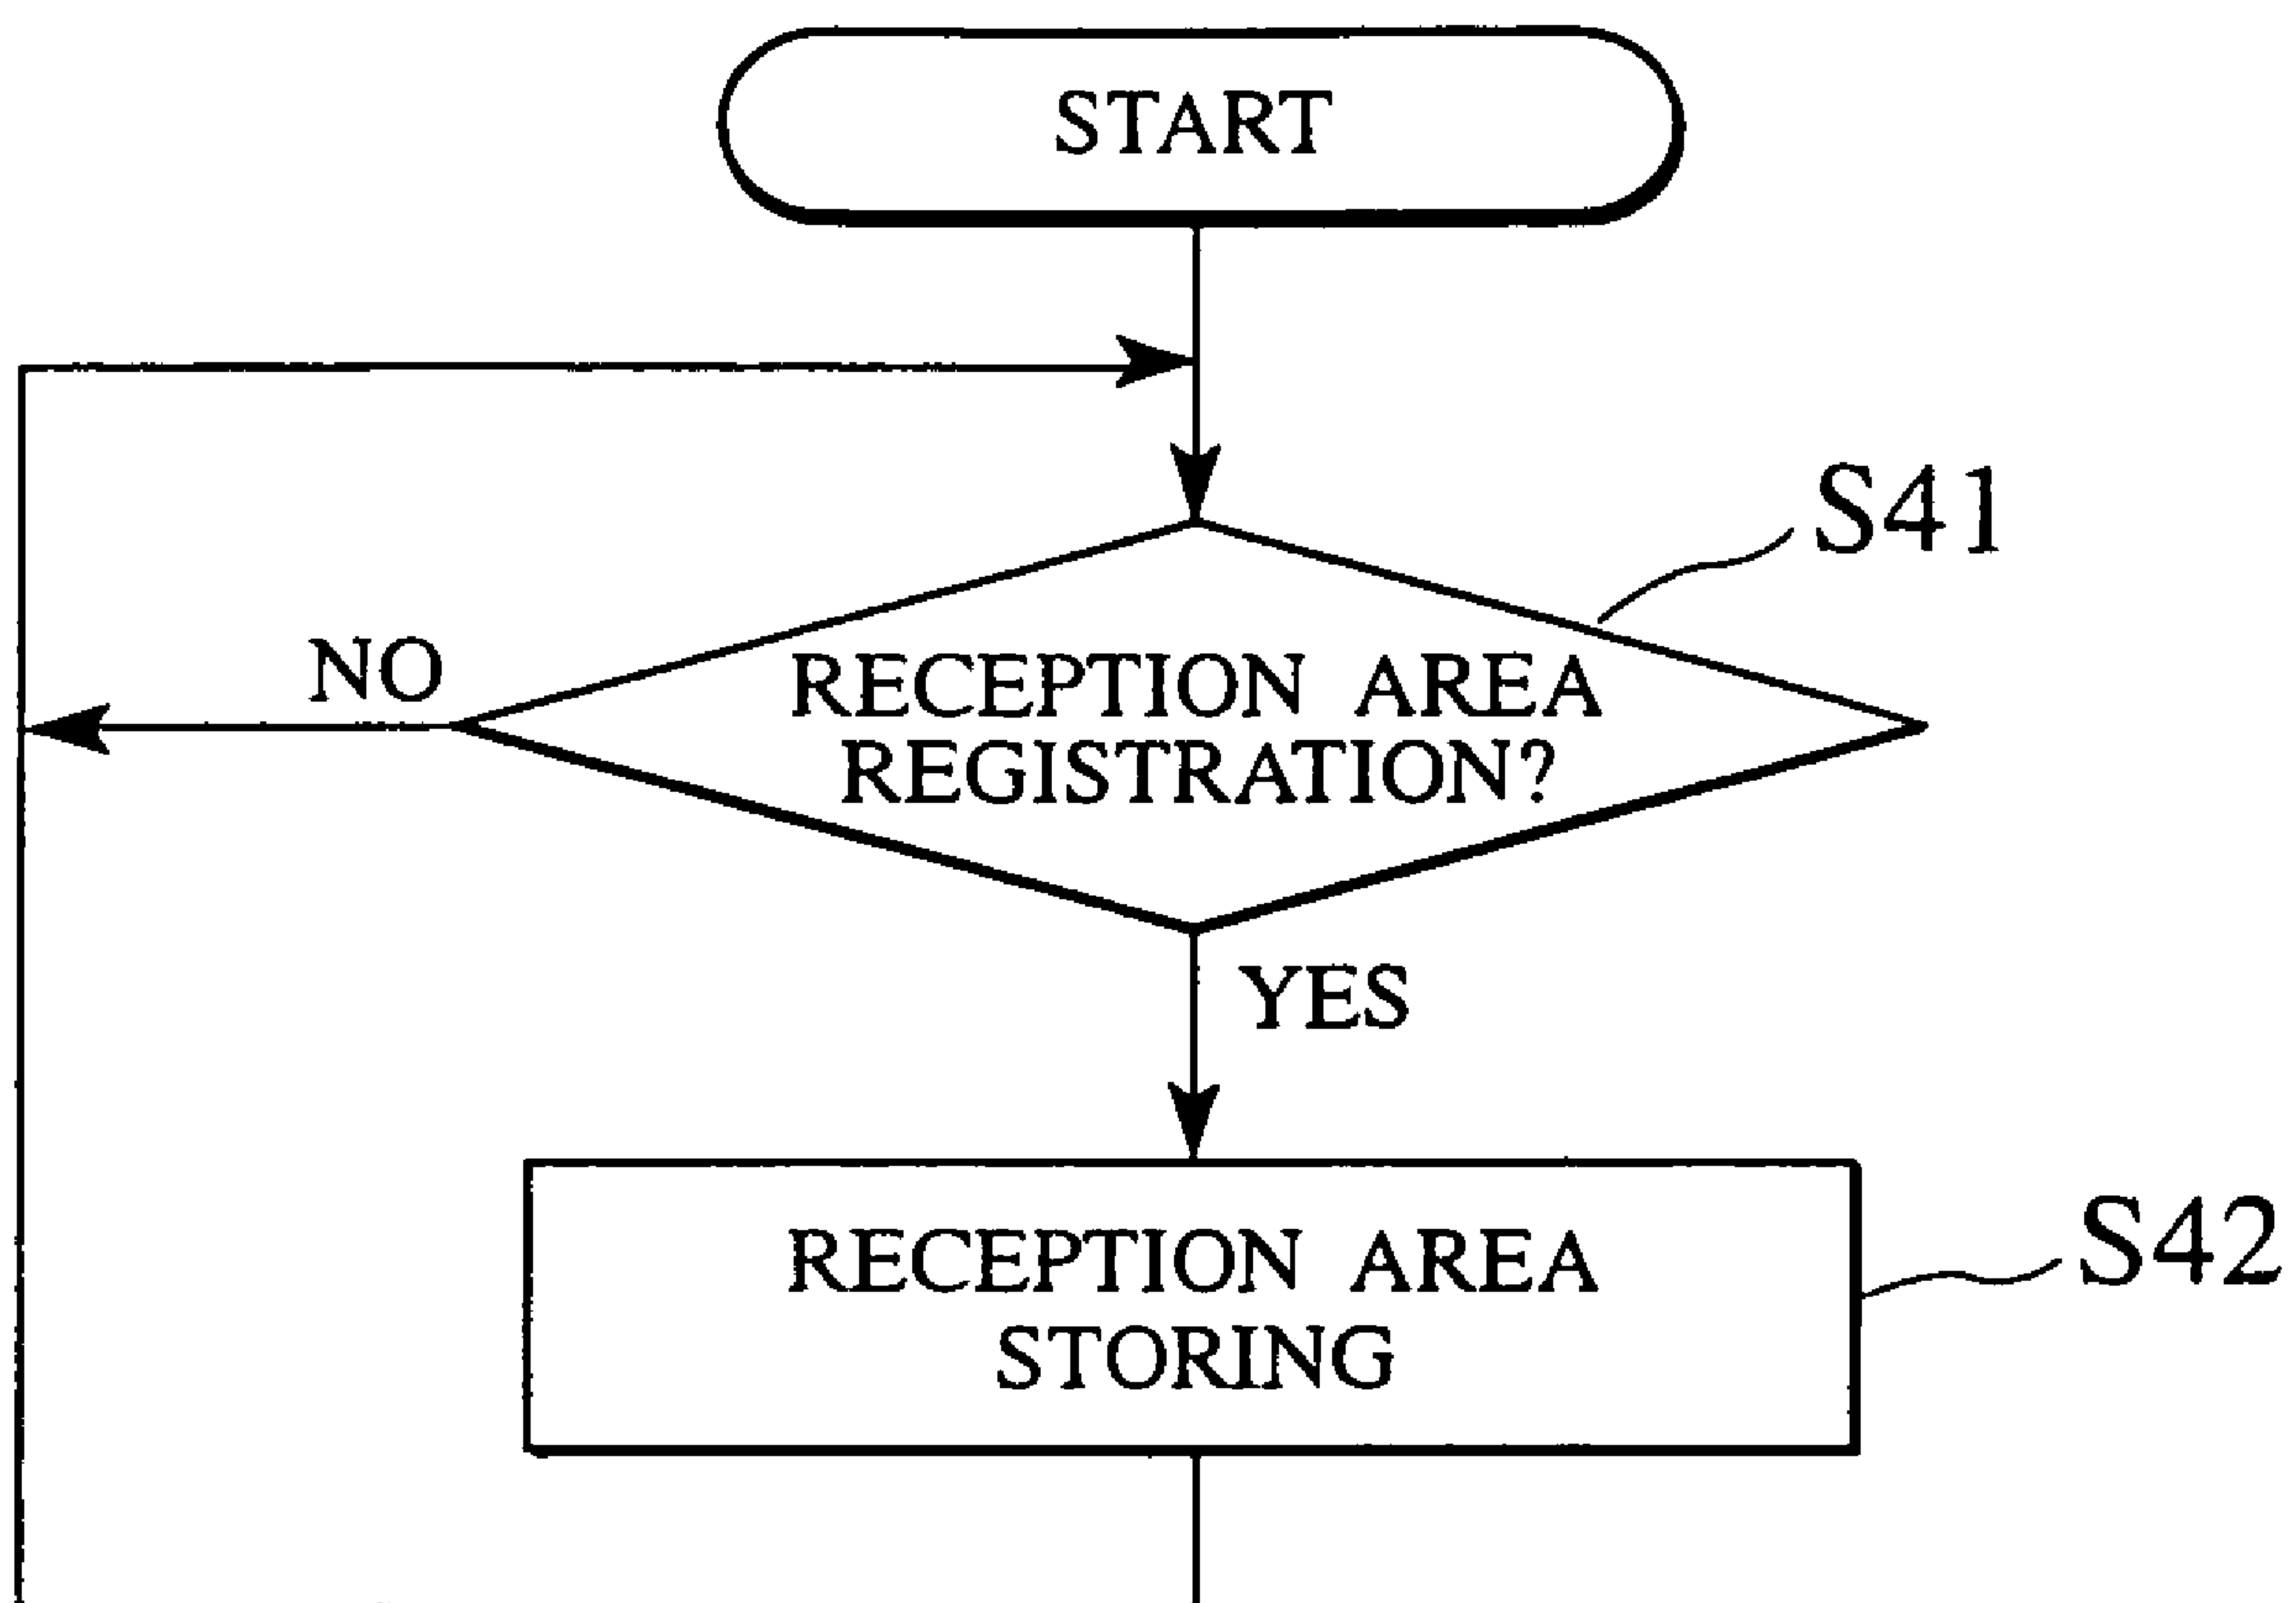 START
S41
NO
RECEPTION AREA
REGISTRATION?
YES
RECEPTION AREA
STORING
S42